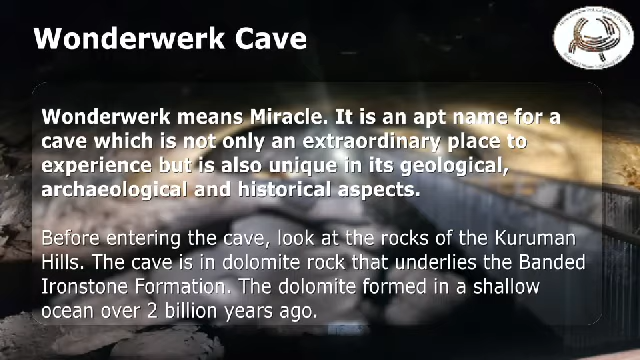 Wonderwerk Cave
Wonderwerk means Miracle. It is an apt name for a
cave which is not only an extraordinary place to
experience but is also unique in its geological,
archaeological and historical aspects.
Before entering the cave, look at the rocks of the Kuruman
Hills. The cave is in dolomite rock that underlies the Banded
Ironstone Formation. The dolomite formed in a shallow
ocean over 2 billion years ago.